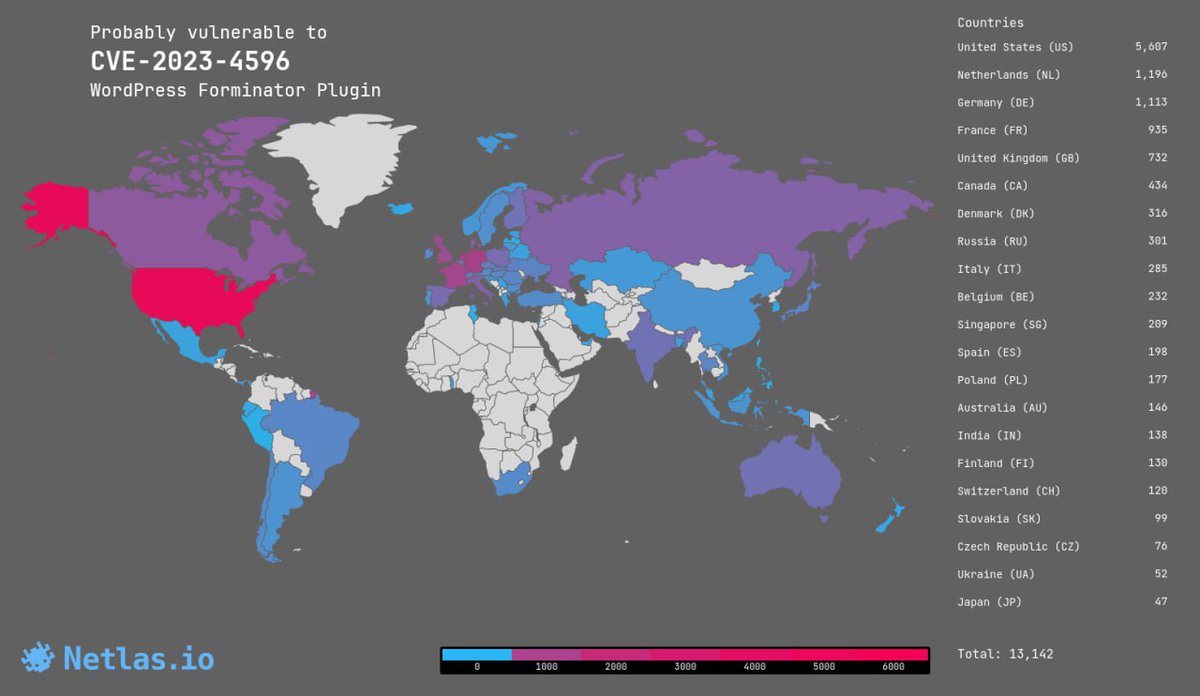 Probably vulnerable to
CVE-2023-4596
WordPress Forminator Plugin
Countries
United States (US) 5,607
Netherlands (NL) 1,196
Germany (DE) 1,113
France (FR) 935
United Kingdom (GB) 732
Canada (CA) 434
Denmark (DK) 316
Russia (RU) 301
Italy (IT) 285
Belgium (BE) 232
Singapore (SG) 209
Spain (ES) 198
Poland (PL) 177
Australia (AU) 146
India (IN) 138
Finland (FI) 130
Switzerland (CH) 120
Slovakia (SK) 99
Czech Republic (CZ) 76
Ukraine (UA) 52
Japan (JP) 47
Total: 13,142
Netlas.io
0 1000 2000 3000 4000 5000 6000